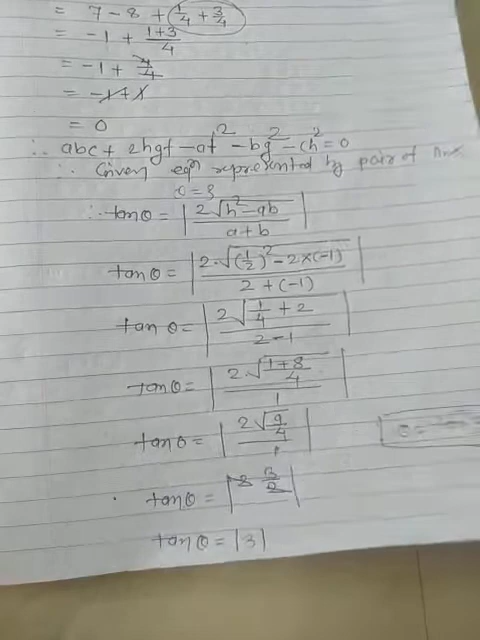 = 7 - 8 + 1/4 + 3/4
= -1 + (1+3)/4
= -1 + 4/4
= -1 + 1
= 0
∴ abc + 2hgf - af² - bg² - ch² = 0
∴ Given eqn represented by pair of lines
θ = ?
∴ tanθ = |2√(h² - ab) / (a + b)|
tanθ = |2·√((1/2)² - 2×(-1)) / (2 + (-1))|
tanθ = |2√(1/4 + 2) / (2 - 1)|
tanθ = |2√((1+8)/4) / 1|
tanθ = |2√(9/4) / 1|
tanθ = |2 3/2|
tanθ = |3|